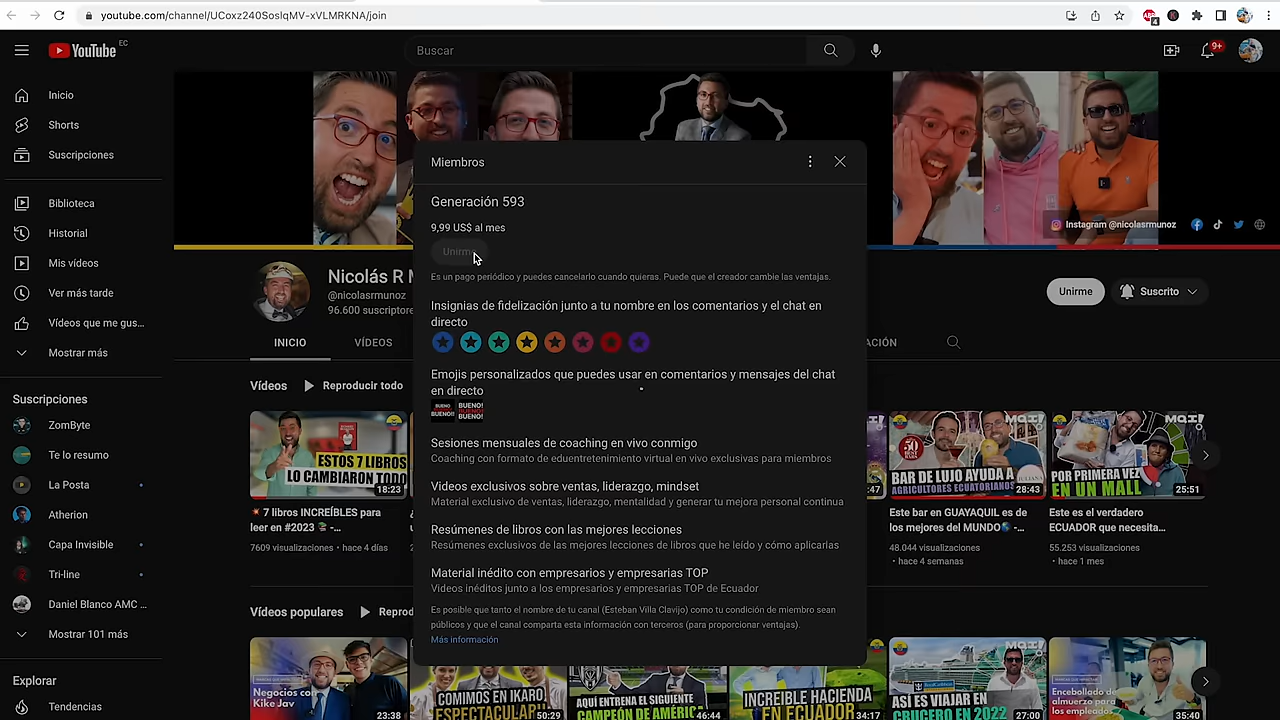 youtube.com/channel/UCoxz240SosIqMV-xVLMRKNA/join
4
YouTube EC
Buscar
9+
Inicio
Shorts
Suscripciones
Biblioteca
Historial
Mis vídeos
Ver más tarde
Vídeos que me gus...
Mostrar más
Suscripciones
ZomByte
Te lo resumo
La Posta
Atherion
Capa Invisible
Tri-line
Daniel Blanco AMC ...
Mostrar 101 más
Explorar
Tendencias
Instagram @nicolasrmunoz
Nicolás R
@nicolasrmunoz
96.600 suscriptore
Unirme
Suscrito
INICIO
VÍDEOS
ACIÓN
Miembros
Generación 593
9,99 US$ al mes
Unirme
Es un pago periódico y puedes cancelarlo cuando quieras. Puede que el creador cambie las ventajas.
Insignias de fidelización junto a tu nombre en los comentarios y el chat en
directo
Emojis personalizados que puedes usar en comentarios y mensajes del chat
en directo
BUENO BUENO!
BUENO!! BUENO!
Sesiones mensuales de coaching en vivo conmigo
Coaching con formato de eduentretenimiento virtual en vivo exclusivas para miembros
Videos exclusivos sobre ventas, liderazgo, mindset
Material exclusivo de ventas, liderazgo, mentalidad y generar tu mejora personal continua
Resúmenes de libros con las mejores lecciones
Resúmenes exclusivos de las mejores lecciones de libros que he leído y cómo aplicarlas
Material inédito con empresarios y empresarias TOP
Videos inéditos junto a los empresarios y empresarias TOP de Ecuador
Es posible que tanto el nombre de tu canal (Esteban Villa Clavijo) como tu condición de miembro sean
públicos y que el canal comparta esta información con terceros (para proporcionar ventajas).
Más información
Vídeos
Reproducir todo
ESTOS 7 LIBROS
LO CAMBIARON TODO
18:23
7 libros INCREÍBLES para
leer en #2023 -...
7609 visualizaciones • hace 4 días
:47
50 BEST BARS
MQI!
JULIANA
BAR DE LUJO AYUDA A
AGRICULTORES ECUATORIANOS
28:43
Este bar en GUAYAQUIL es de
los mejores del MUNDO -...
48.044 visualizaciones
• hace 4 semanas
MQI!
POR PRIMERA VEZ
EN UN MALL
25:51
Este es el verdadero
ECUADOR que necesita...
55.253 visualizaciones
• hace 1 mes
Vídeos populares
Reprod
Negocios con
Kike Jav
23:38
COMIMOS EN IKARO,
ESPECTACULAR!
50:29
AQUÍ ENTRENA EL SIGUIENTE
CAMPEÓN DE AMÉRICA
46:44
INCREIBLE HACIENDA
EN ECUADOR
34:17
MQI!
ASÍ ES VIAJAR EN
CRUCERO EN 2022
27:00
Encebollado de
almuerzo para
los empleados
35:40